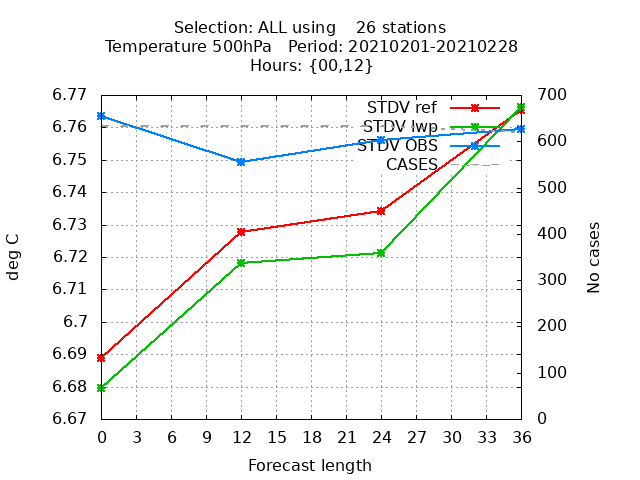 Selection: ALL using    26 stations
Temperature 500hPa   Period: 20210201-20210228
Hours: {00,12}
6.77
6.76
6.75
6.74
6.73
6.72
6.71
6.7
6.69
6.68
6.67
deg C
STDV ref
STDV lwp
STDV OBS
CASES
700
600
500
400
300
200
100
0
No cases
0 3 6 9 12 15 18 21 24 27 30 33 36
Forecast length